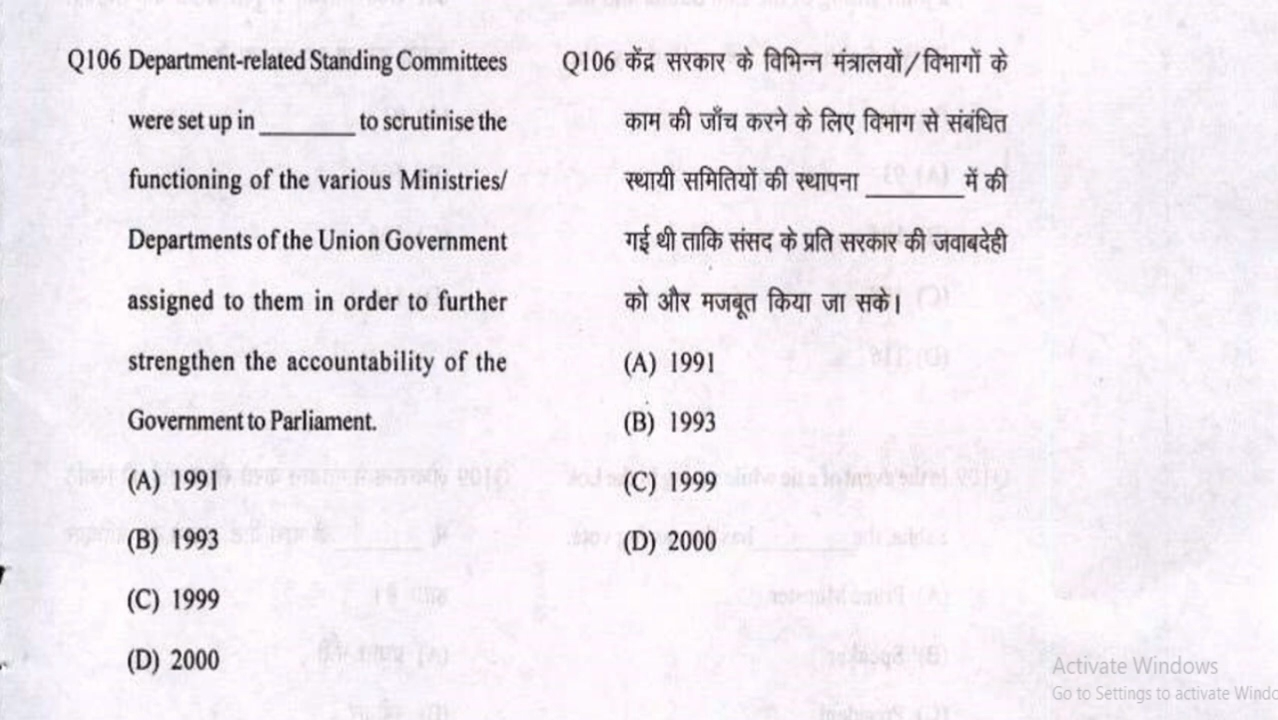 Q106 Department-related Standing Committees
were set up in ________ to scrutinise the
functioning of the various Ministries/
Departments of the Union Government
assigned to them in order to further
strengthen the accountability of the
Government to Parliament.
(A) 1991
(B) 1993
(C) 1999
(D) 2000
Q106 केंद्र सरकार के विभिन्न मंत्रालयों/विभागों के
काम की जाँच करने के लिए विभाग से संबंधित
स्थायी समितियों की स्थापना ________ में की
गई थी ताकि संसद के प्रति सरकार की जवाबदेही
को और मजबूत किया जा सकें।
(A) 1991
(B) 1993
(C) 1999
(D) 2000
Activate Windows
Go to Settings to activate